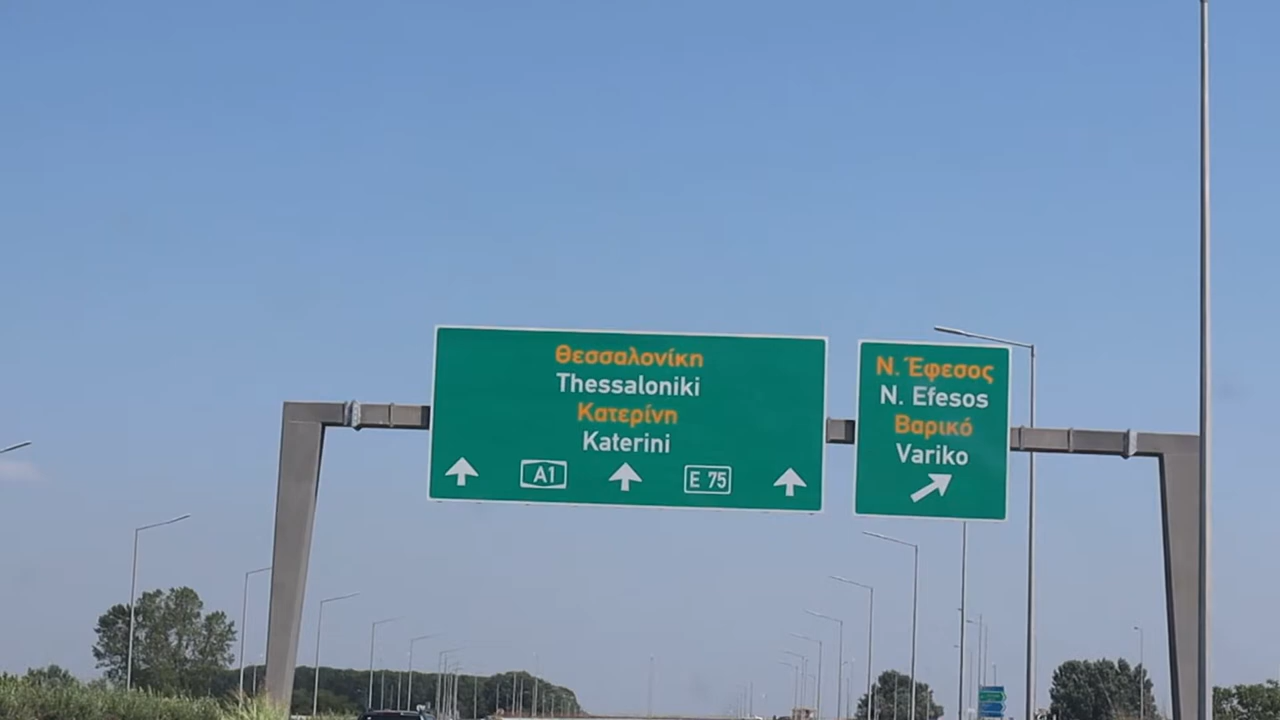 Θεσσαλονίκη
Thessaloniki
Κατερίνη
Katerini
A1 E 75
Ν. Έφεσος
N. Efesos
Βαρικό
Variko